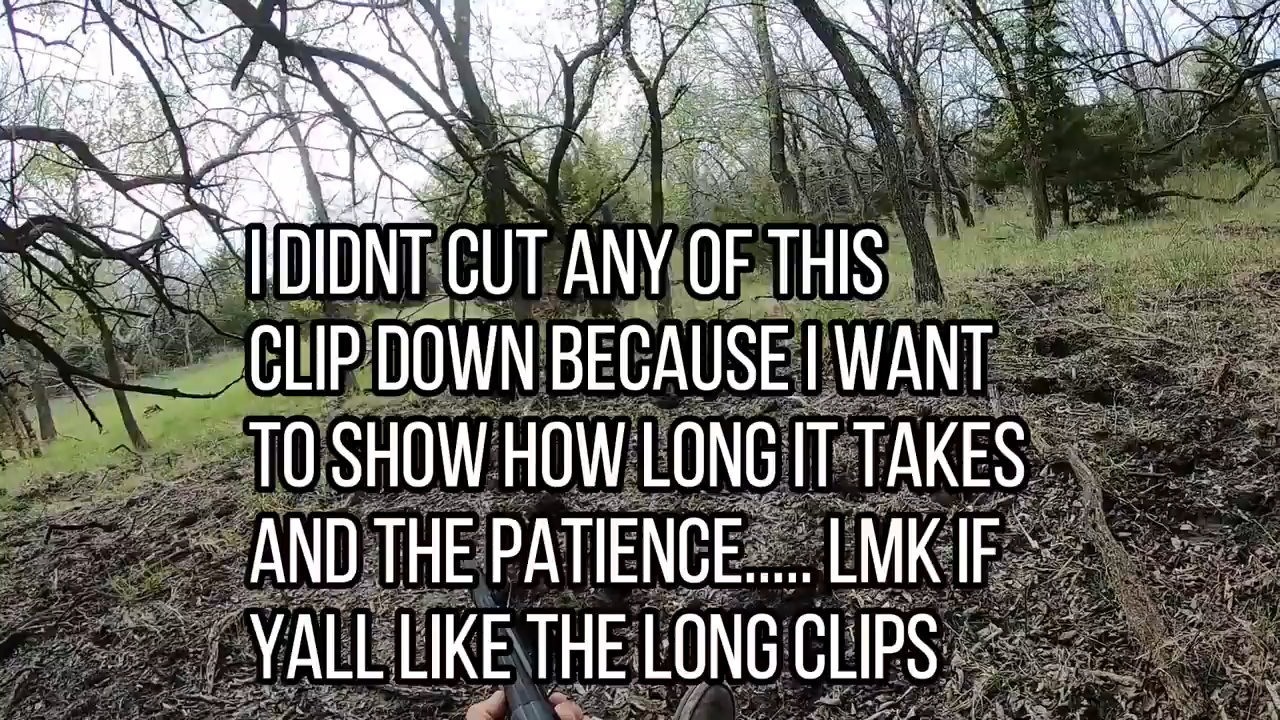 I DIDNT CUT ANY OF THIS
CLIP DOWN BECAUSE I WANT
TO SHOW HOW LONG IT TAKES
AND THE PATIENCE..... LMK IF
YALL LIKE THE LONG CLIPS